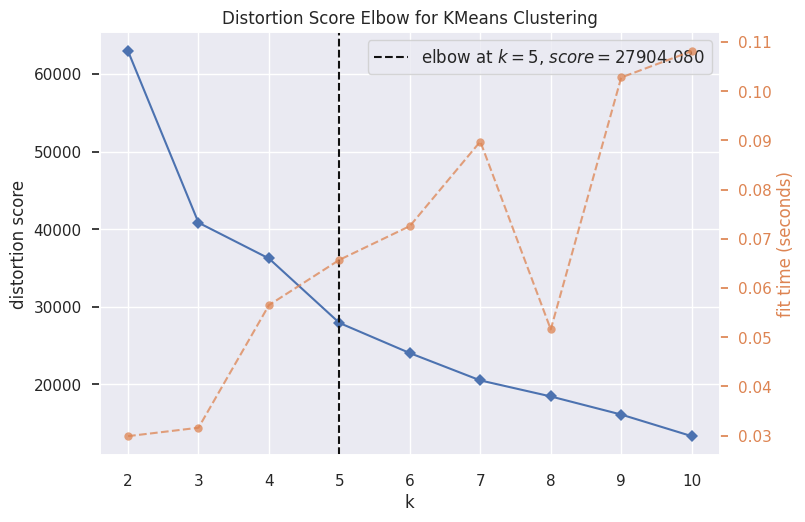 Distortion Score Elbow for KMeans Clustering
elbow at k = 5, score = 27904.080
distortion score
60000
50000
40000
30000
20000
0.11
0.10
0.09
0.08
0.07
0.06
0.05
0.04
0.03
fit time (seconds)
2 3 4 5 6 7 8 9 10
k